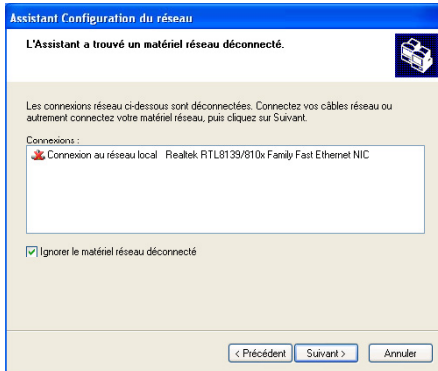 Assistant Configuration du réseau
L'Assistant a trouvé un matériel réseau déconnecté.
Les connexions réseau ci-dessous sont déconnectées. Connectez vos câbles réseau ou
autrement connectez votre matériel réseau, puis cliquez sur Suivant.
Connexions :
Connexion au réseau local Realtek RTL8139/810x Family Fast Ethernet NIC
Ignorer le matériel réseau déconnecté
< Précédent Suivant > Annuler